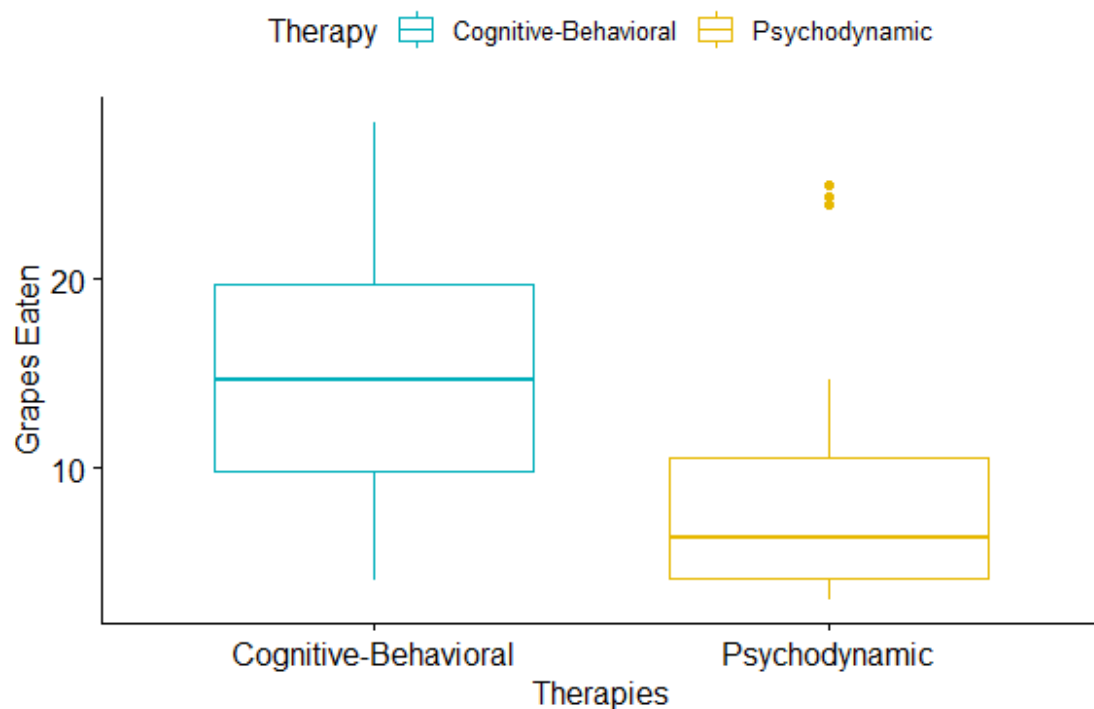 Therapy Cognitive-Behavioral Psychodynamic
Grapes Eaten
20
10
Cognitive-Behavioral Psychodynamic
Therapies